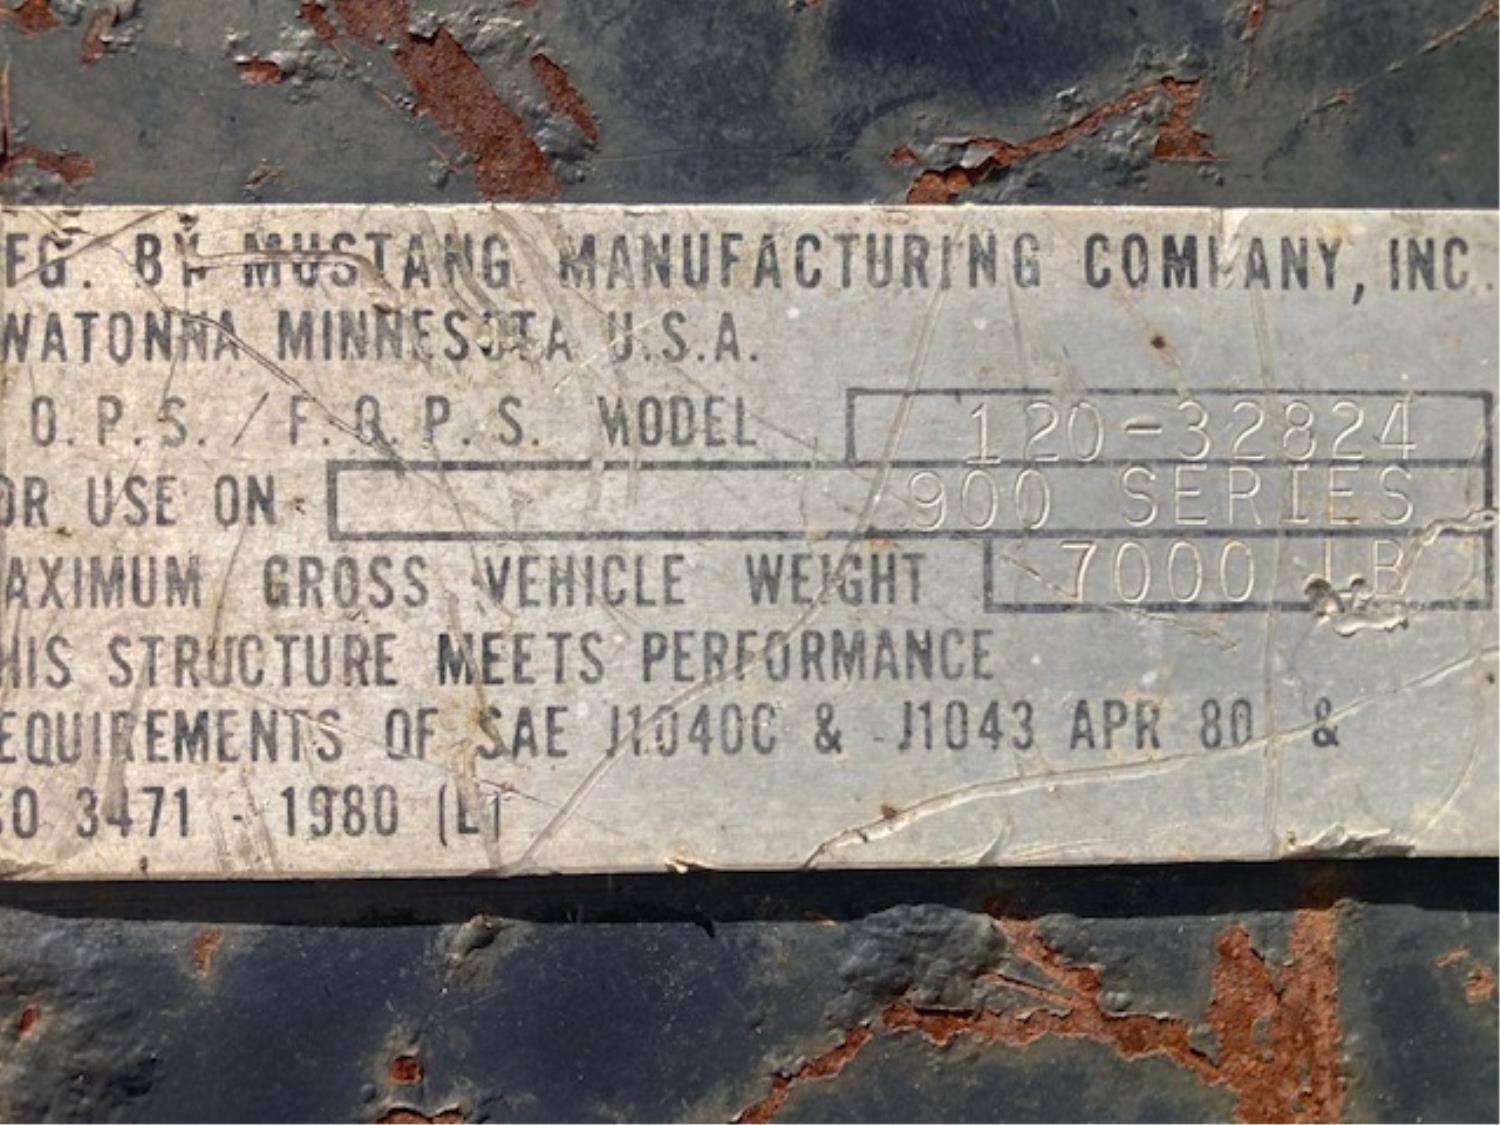 FG. BY MUSTANG MANUFACTURING COMPANY, INC.
WATONNA MINNESOTA U.S.A.
O.P.S. / F.O.P.S. MODEL 120-32824
OR USE ON 900 SERIES
AXIMUM GROSS VEHICLE WEIGHT 7000 LB
HIS STRUCTURE MEETS PERFORMANCE
EQUIREMENTS OF SAE J1040C & J1043 APR 80 &
SO 3471 - 1980 (E)